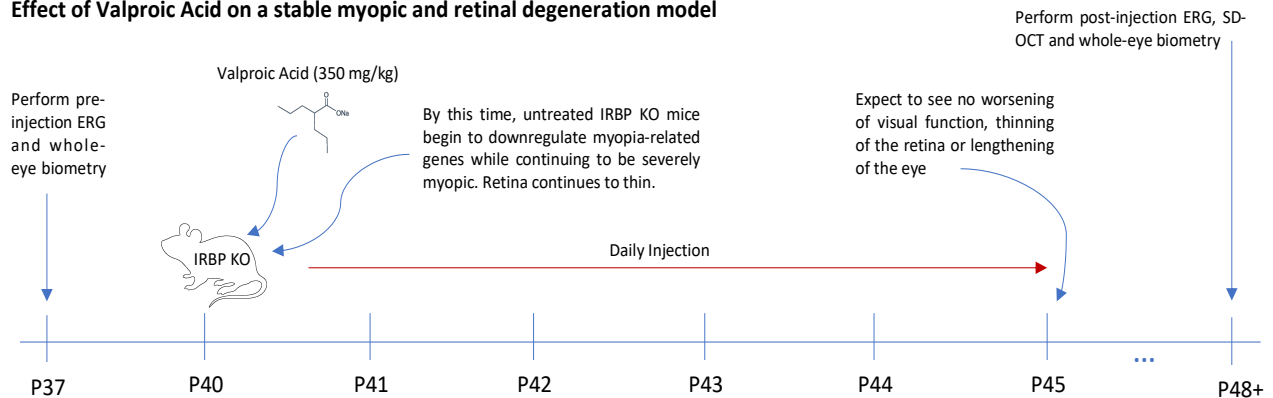 Effect of Valproic Acid on a stable myopic and retinal degeneration model
Perform post-injection ERG, SD-
OCT and whole-eye biometry
Valproic Acid (350 mg/kg)
O
ONa
Perform pre-
injection ERG
and whole-
eye biometry
By this time, untreated IRBP KO mice
begin to downregulate myopia-related
genes while continuing to be severely
myopic. Retina continues to thin.
Expect to see no worsening
of visual function, thinning
of the retina or lengthening
of the eye
IRBP KO
Daily Injection
...
P37 P40 P41 P42 P43 P44 P45 P48+